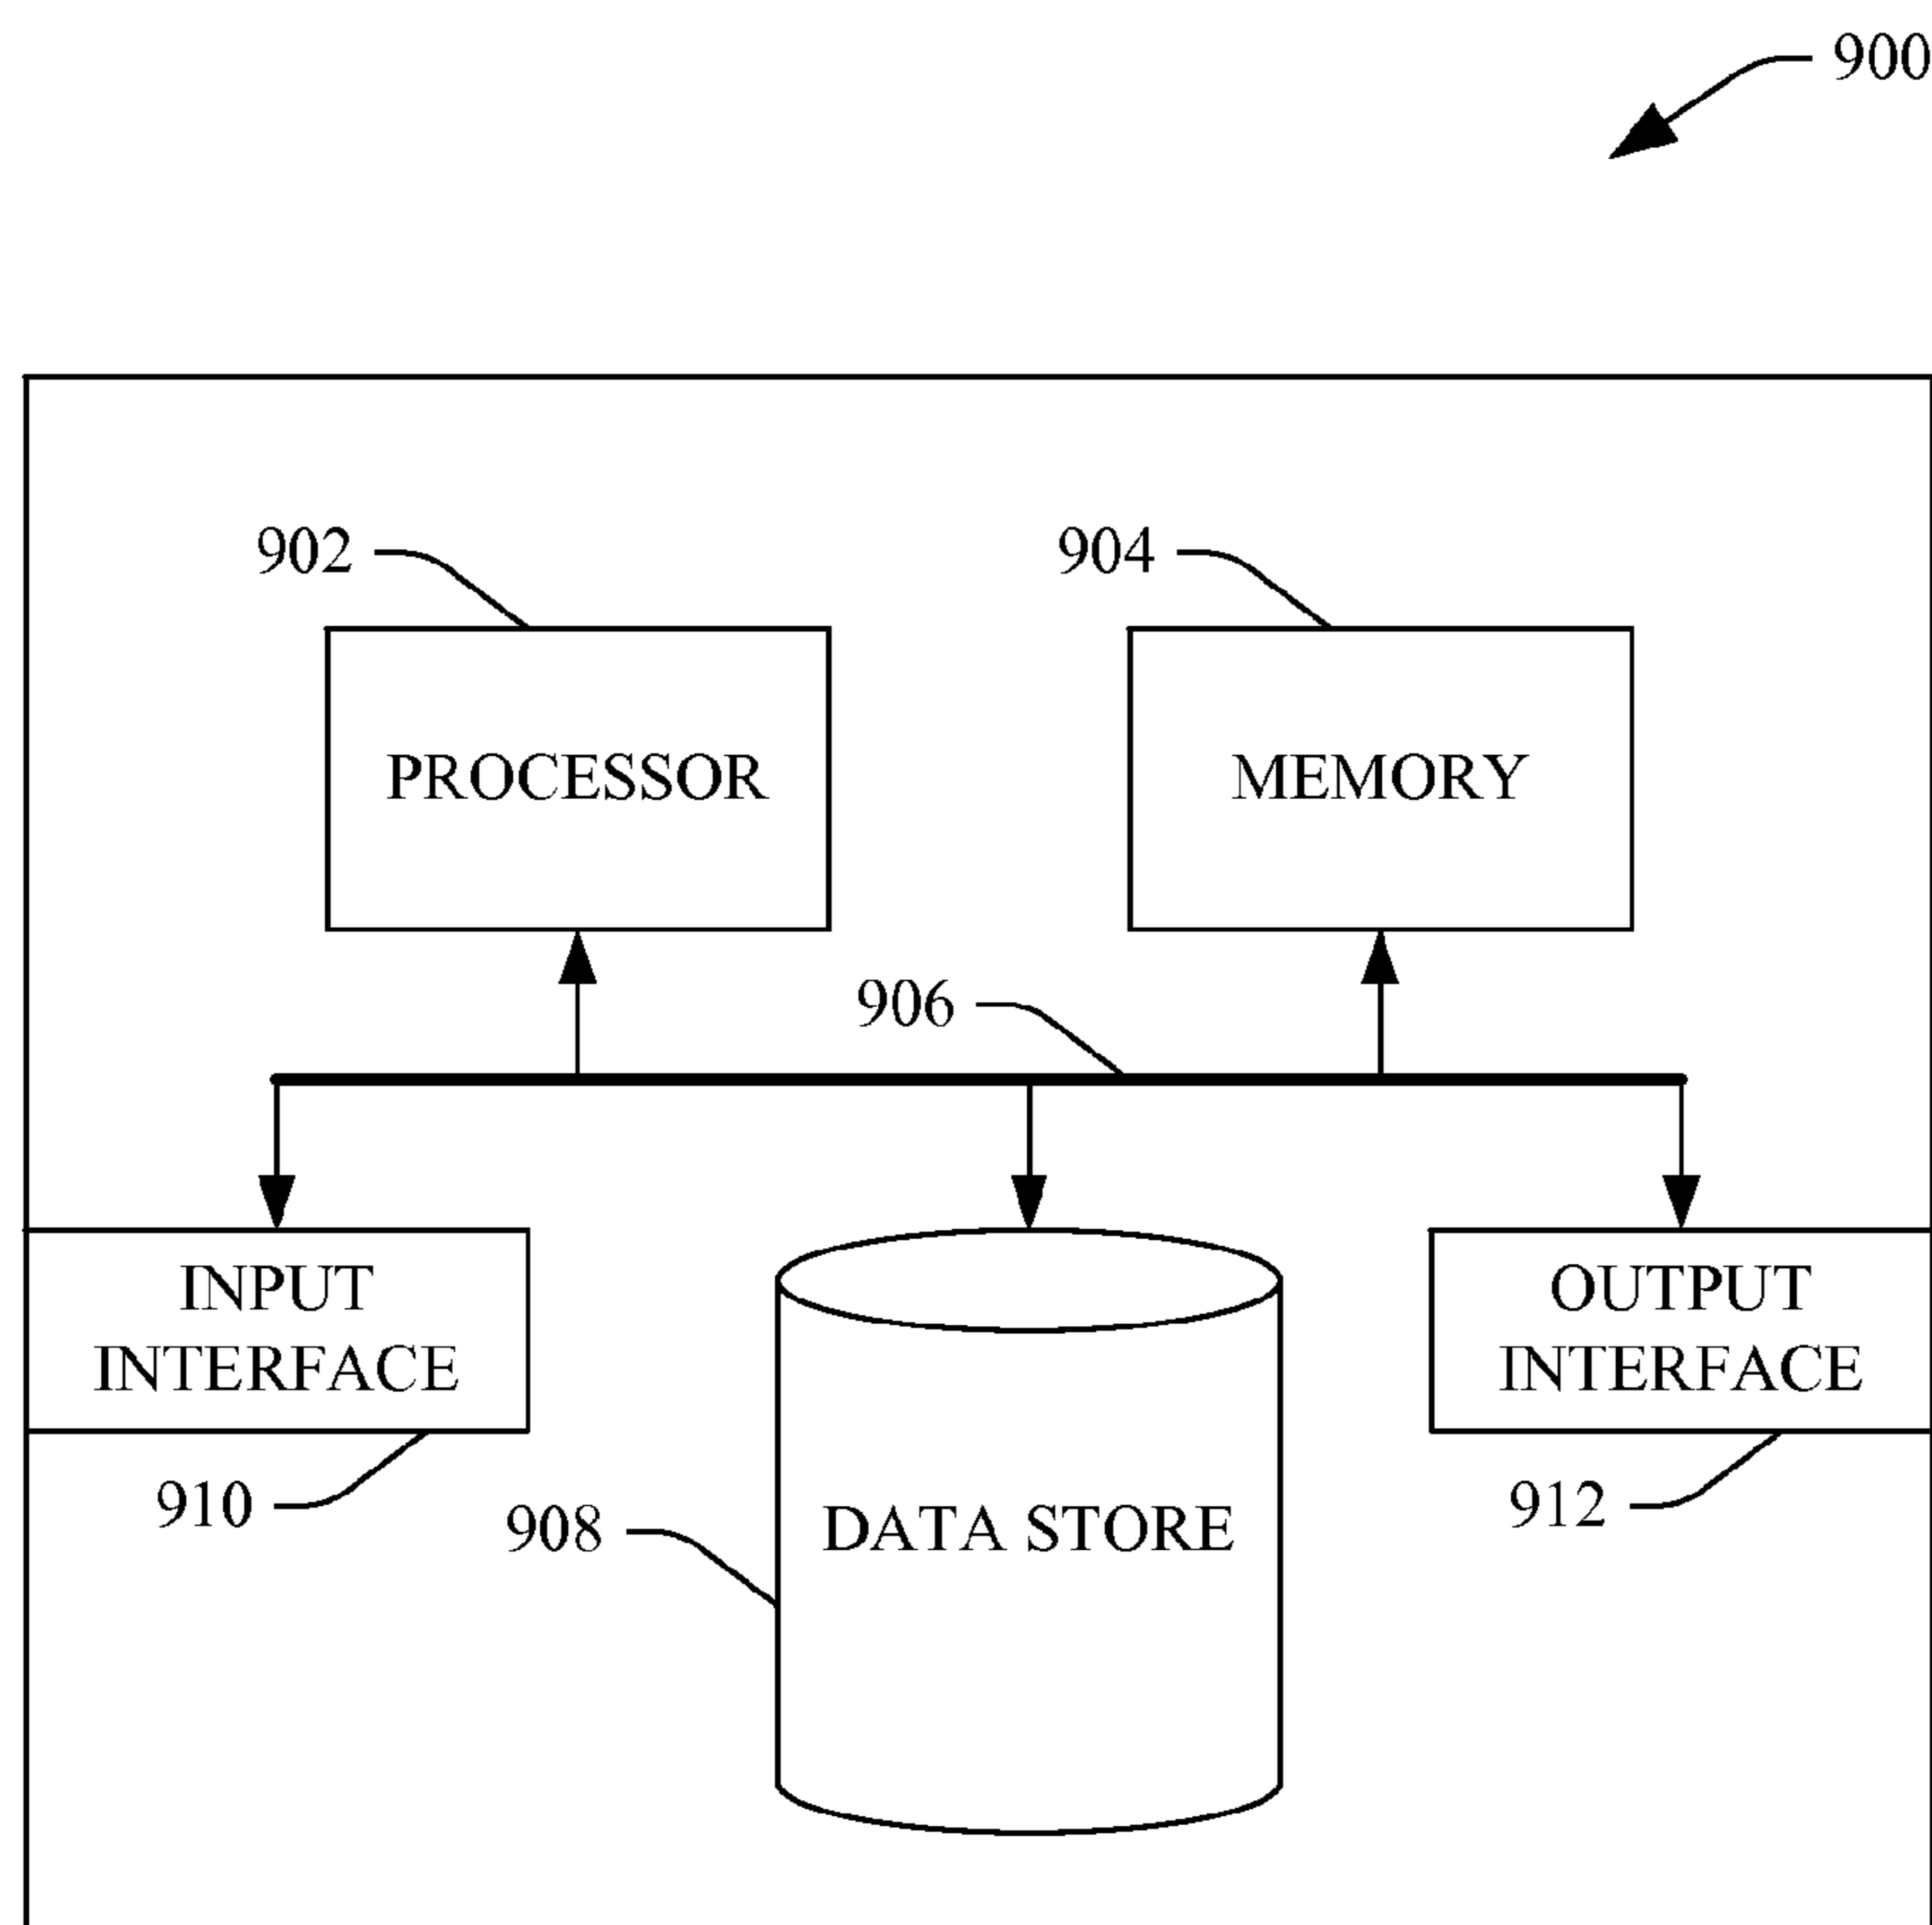 900
902
904
PROCESSOR
MEMORY
906
INPUT
INTERFACE
OUTPUT
INTERFACE
910
908
DATA STORE
912